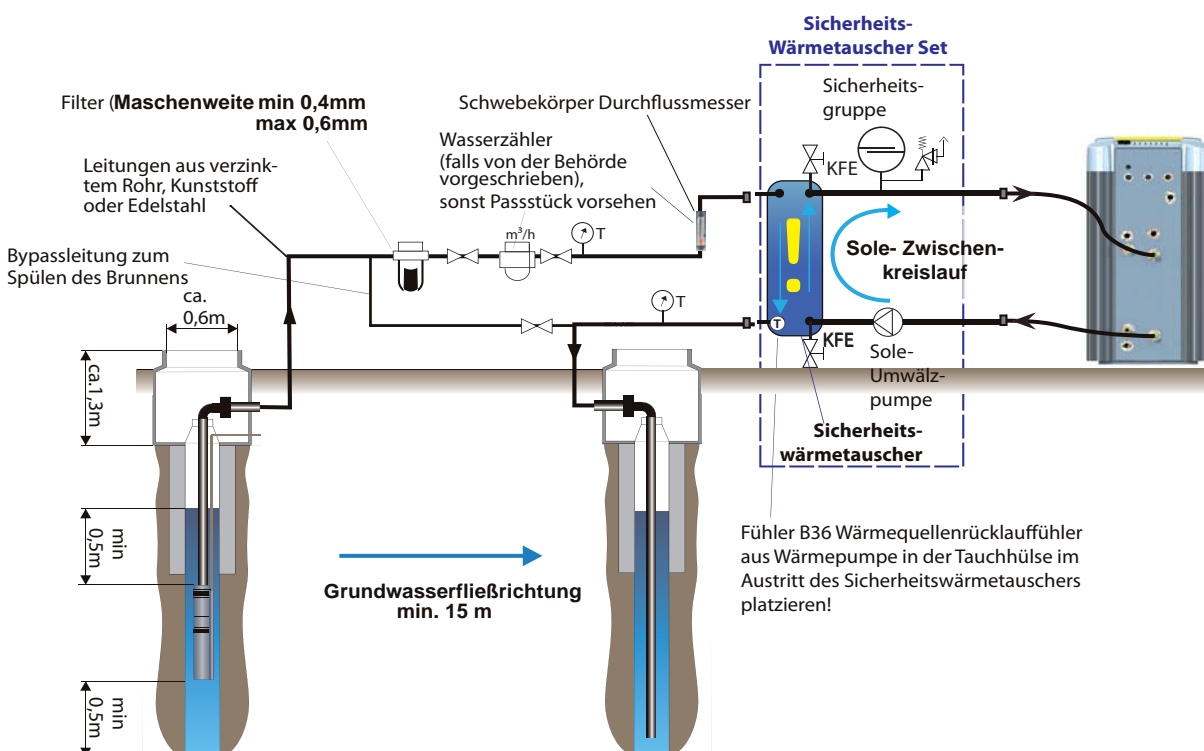 Sicherheits-
Wärmetauscher Set
Filter (Maschenweite min 0,4mm
max 0,6mm
Schwebekörper Durchflussmesser
Sicherheits-
gruppe
Wasserzähler
(falls von der Behörde
vorgeschrieben),
sonst Passstück vorsehen
Leitungen aus verzink-
tem Rohr, Kunststoff
oder Edelstahl
KFE
m³/h
T
Bypassleitung zum
Spülen des Brunnens
!
Sole- Zwischen-
kreislauf
ca.
0,6m
T
T
KFE
Sole-
Umwälz-
pumpe
ca.1,3m
Sicherheits-
wärmetauscher
min
0,5m
Grundwasserfließrichtung
min. 15 m
Fühler B36 Wärmequellenrücklauffühler
aus Wärmepumpe in der Tauchhülse im
Austritt des Sicherheitswärmetauschers
platzieren!
min
0,5m